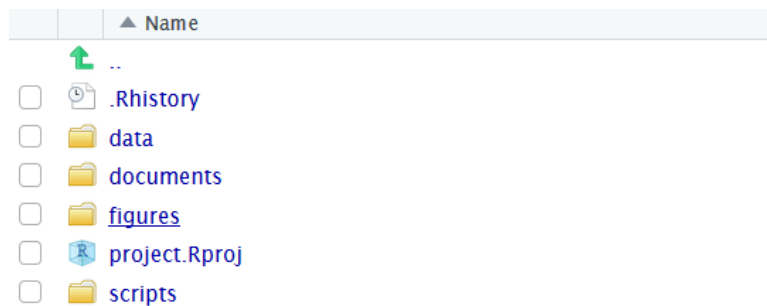 Name
..
.Rhistory
data
documents
figures
project.Rproj
scripts